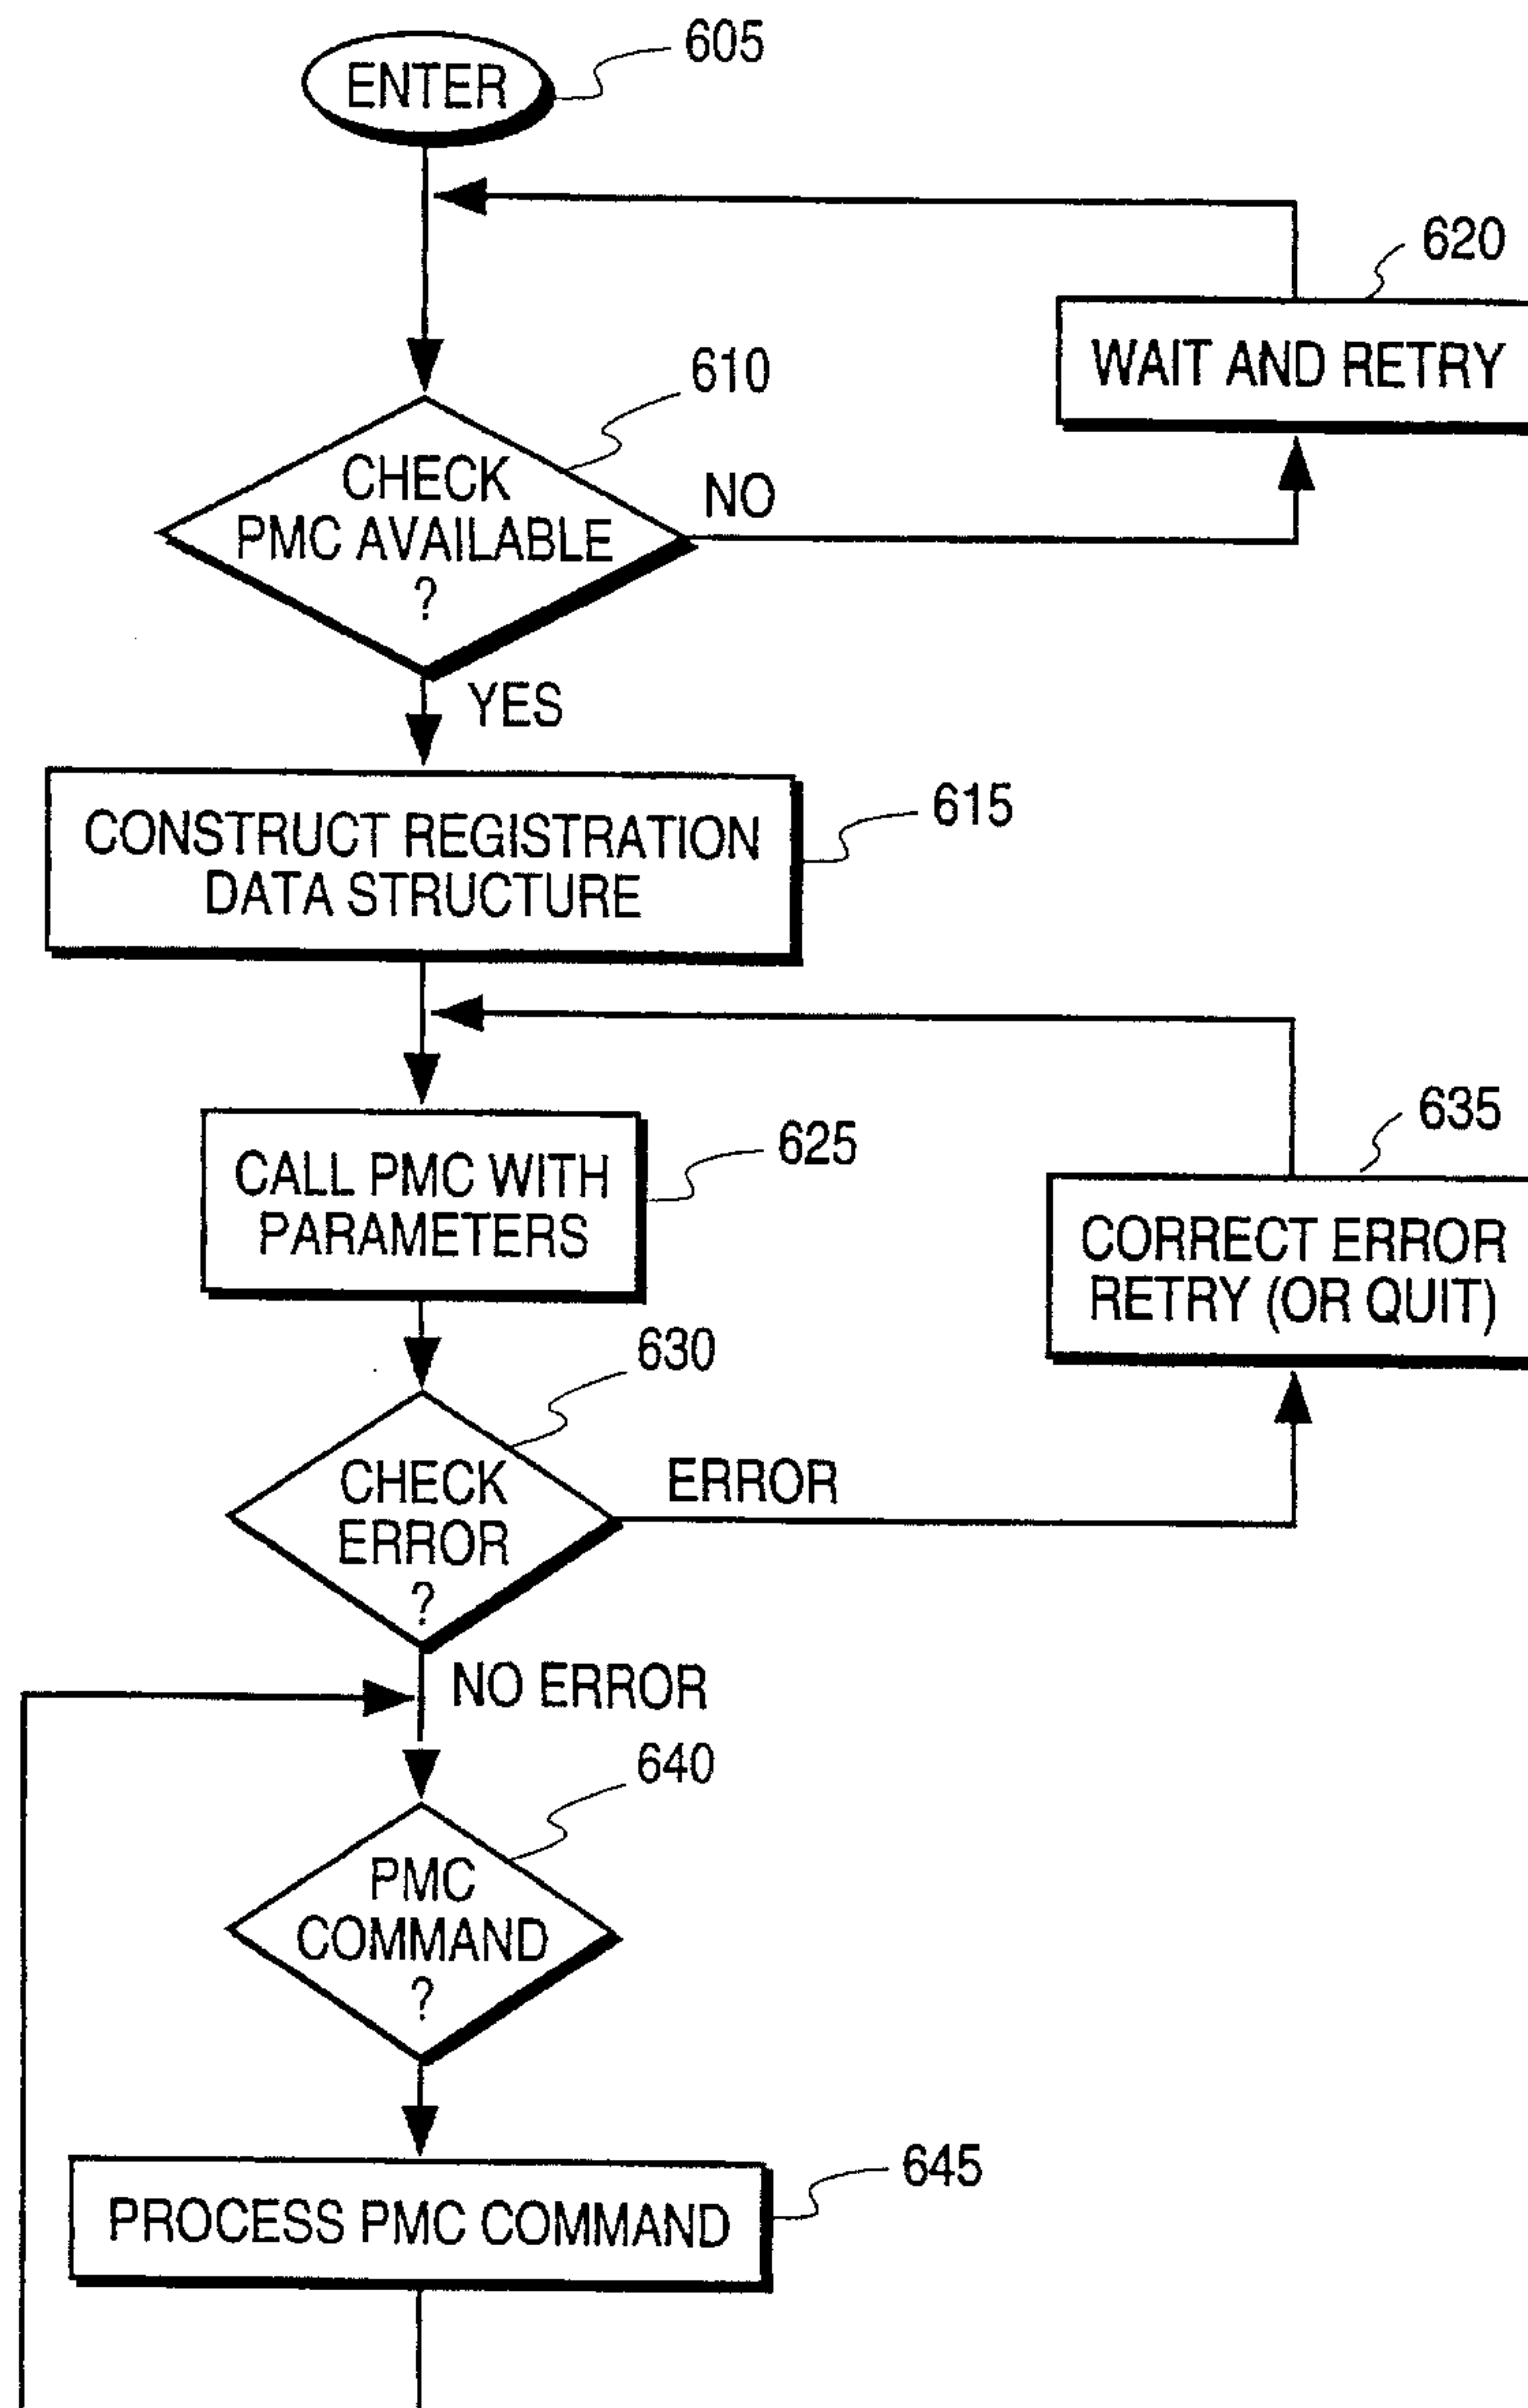 605
ENTER
620
WAIT AND RETRY
610
CHECK
PMC AVAILABLE
?
NO
YES
615
CONSTRUCT REGISTRATION
DATA STRUCTURE
635
625
CALL PMC WITH
PARAMETERS
CORRECT ERROR
RETRY (OR QUIT)
630
CHECK
ERROR
?
ERROR
NO ERROR
640
PMC
COMMAND
?
645
PROCESS PMC COMMAND